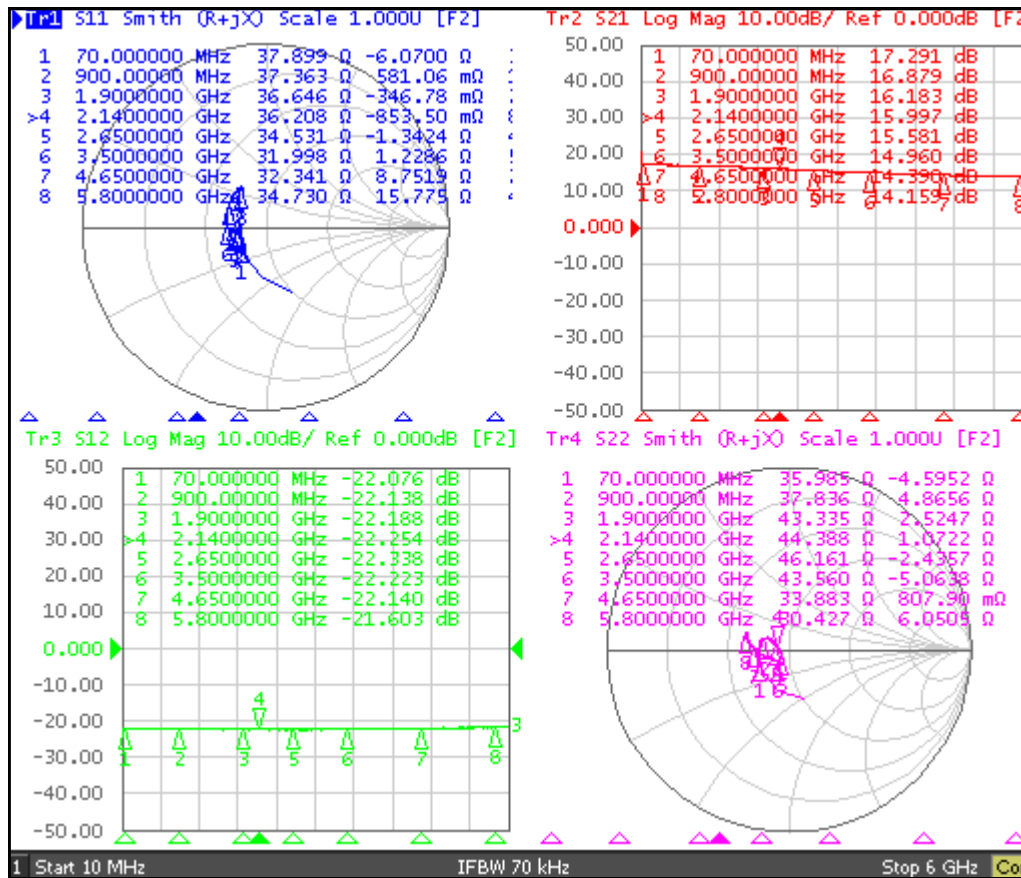 Tr1 S11 Smith (R+jX) Scale 1.000U [F2]
1 70.000000 MHz 37.899 Ω -6.0700 Ω
2 900.00000 MHz 37.363 Ω 581.06 mΩ
3 1.9000000 GHz 36.646 Ω -346.78 mΩ
>4 2.1400000 GHz 36.208 Ω -853.50 mΩ
5 2.6500000 GHz 34.531 Ω -1.3424 Ω
6 3.5000000 GHz 31.998 Ω 1.2286 Ω
7 4.6500000 GHz 32.341 Ω 8.7519 Ω
8 5.8000000 GHz 34.730 Ω 15.775 Ω
1
Tr2 S21 Log Mag 10.00dB/ Ref 0.000dB [F2
50.00
40.00
30.00
20.00
10.00
0.000
-10.00
-20.00
-30.00
-40.00
-50.00
1 70.000000 MHz 17.291 dB
2 900.00000 MHz 16.879 dB
3 1.9000000 GHz 16.183 dB
>4 2.1400000 GHz 15.997 dB
5 2.6500000 GHz 15.581 dB
6 3.5000000 GHz 14.960 dB
7 4.6500000 GHz 14.390 dB
8 5.8000000 GHz 14.159 dB
1 2 3 5 6 7 8
Tr3 S12 Log Mag 10.00dB/ Ref 0.000dB [F2]
50.00
40.00
30.00
20.00
10.00
0.000
-10.00
-20.00
-30.00
-40.00
-50.00
1 70.000000 MHz -22.076 dB
2 900.00000 MHz -22.138 dB
3 1.9000000 GHz -22.188 dB
>4 2.1400000 GHz -22.254 dB
5 2.6500000 GHz -22.338 dB
6 3.5000000 GHz -22.223 dB
7 4.6500000 GHz -22.140 dB
8 5.8000000 GHz -21.603 dB
4
3
1 2 3 5 6 7 8
Tr4 S22 Smith (R+jX) Scale 1.000U [F2]
1 70.000000 MHz 35.985 Ω -4.5952 Ω
2 900.00000 MHz 37.836 Ω 4.8656 Ω
3 1.9000000 GHz 43.335 Ω 2.5247 Ω
>4 2.1400000 GHz 44.388 Ω 1.0722 Ω
5 2.6500000 GHz 46.161 Ω -2.4357 Ω
6 3.5000000 GHz 43.560 Ω -5.0638 Ω
7 4.6500000 GHz 33.883 Ω 807.90 mΩ
8 5.8000000 GHz 30.427 Ω 6.0505 Ω
1 Start 10 MHz IFBW 70 kHz Stop 6 GHz